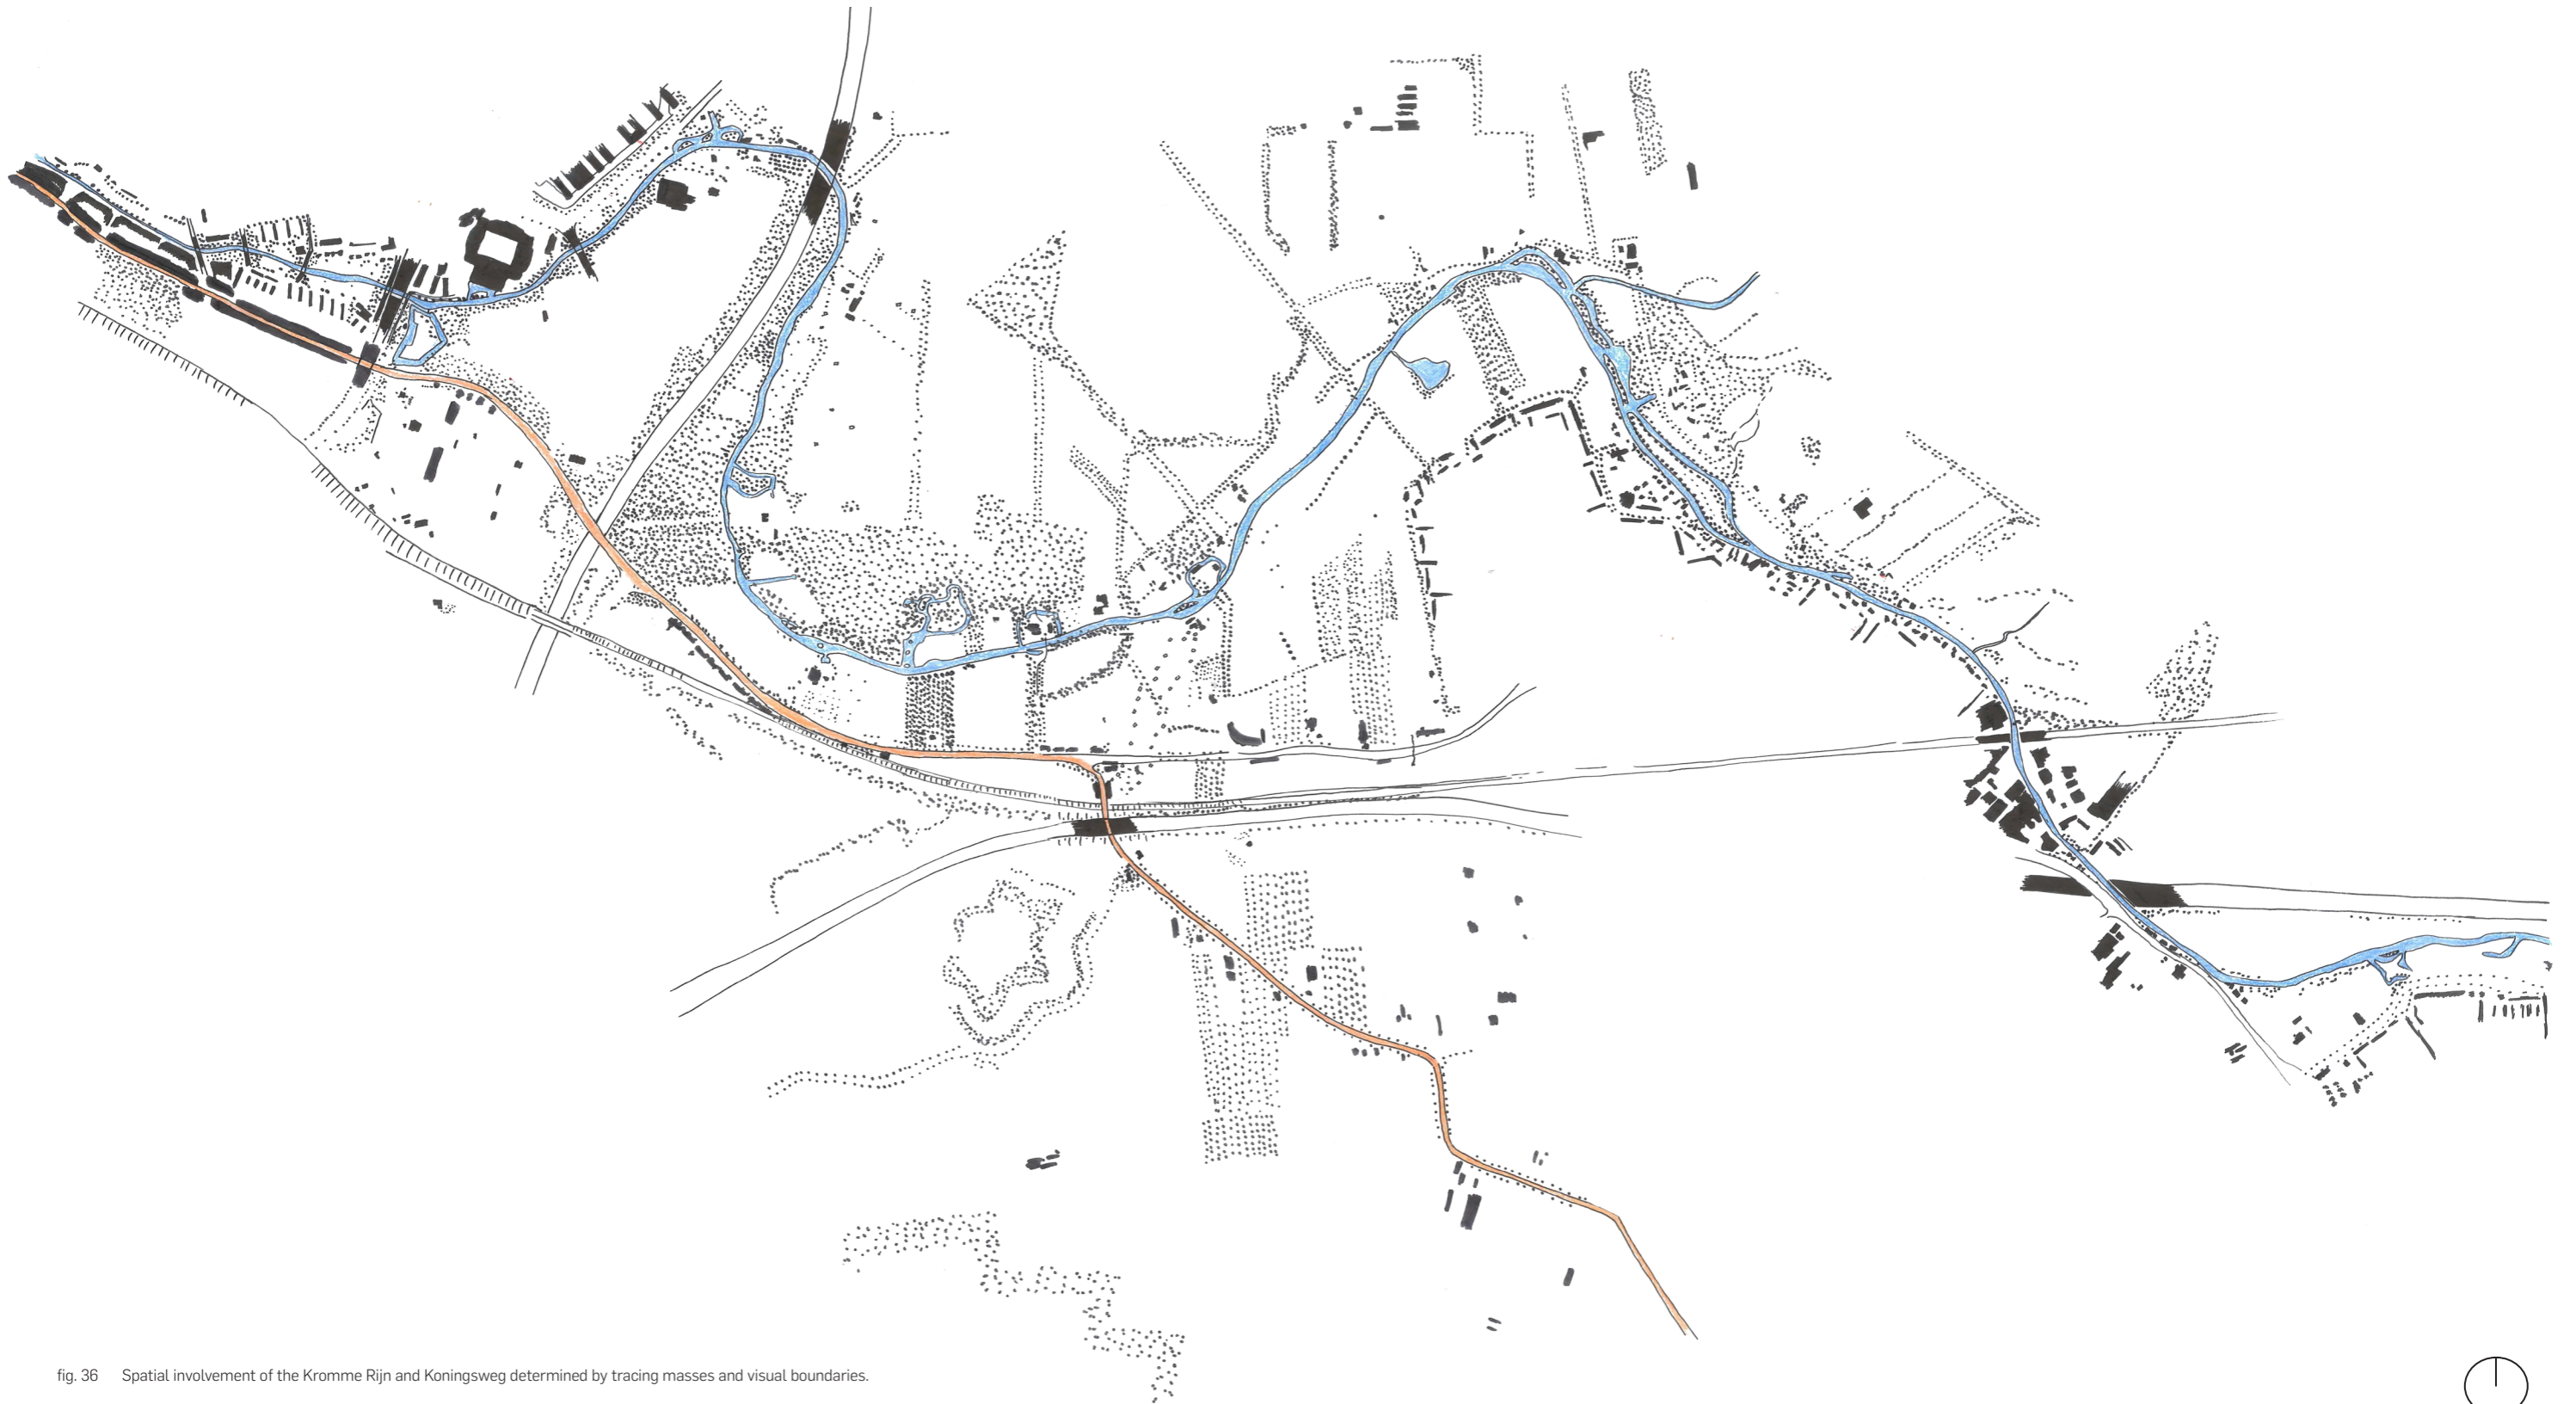 fig. 36 Spatial involvement of the Kromme Rijn and Koningsweg determined by tracing masses and visual boundaries.